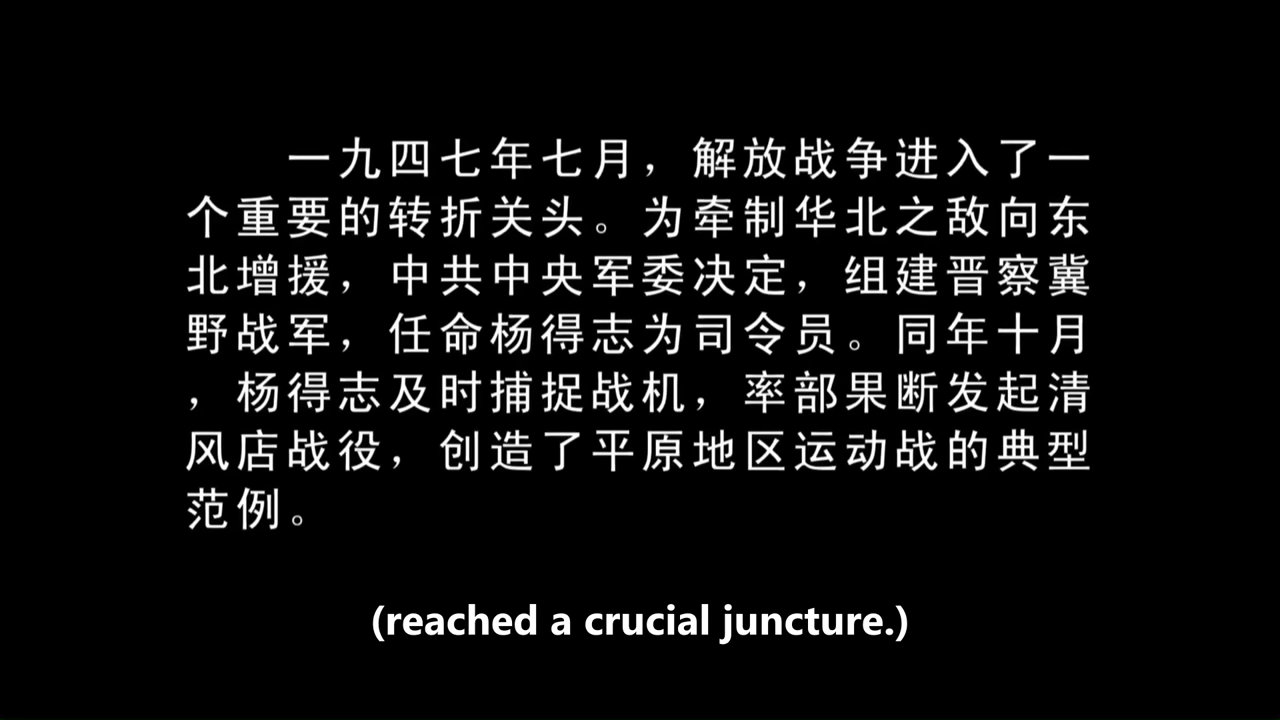 一九四七年七月，解放战争进入了一
个重要的转折关头。为牵制华北之敌向东
北增援，中共中央军委决定，组建晋察冀
野战军，任命杨得志为司令员。同年十月
，杨得志及时捕捉战机，率部果断发起清
风店战役，创造了平原地区运动战的典型
范例。
(reached a crucial juncture.)